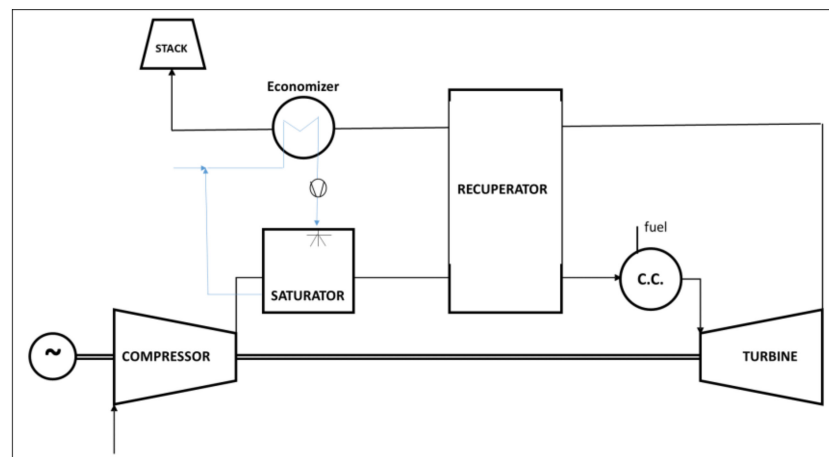 STACK
Economizer
RECUPERATOR
fuel
SATURATOR
C.C.
~
COMPRESSOR
TURBINE